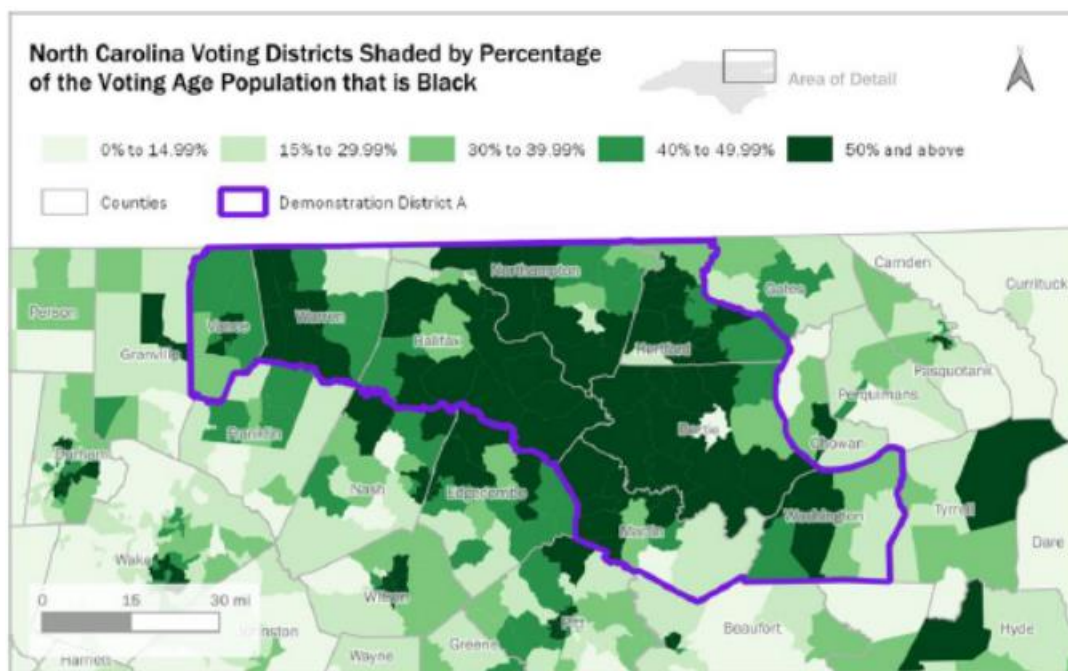 North Carolina Voting Districts Shaded by Percentage
of the Voting Age Population that is Black
Area of Detail
N
0% to 14.99%
15% to 29.99%
30% to 39.99%
40% to 49.99%
50% and above
Counties
Demonstration District A
Northampton
Camden
Gates
Currituck
Person
Vance
Warren
Halifax
Hertford
Granville
Pasquotank
Perquimans
Franklin
Bertie
Chowan
Durham
Nash
Edgecombe
Washington
Tyrrell
Martin
Dare
Wake
0 15 30 mi
Wilson
Pitt
Johnston
Greene
Beaufort
Hyde
Harnett
Wayne